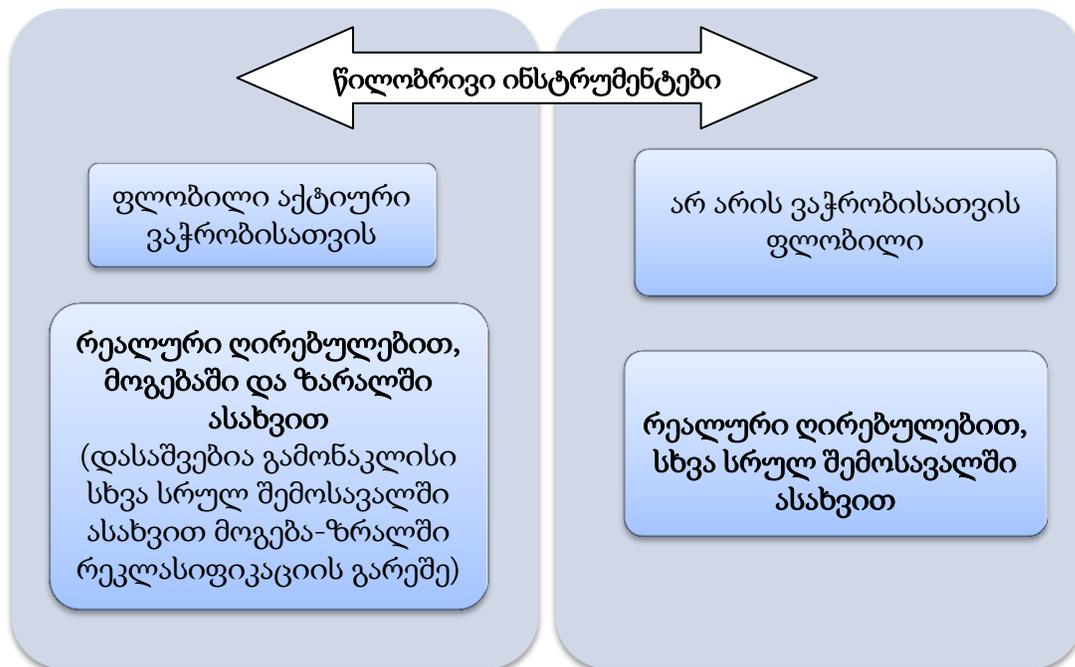 წილობრივი ინსტრუმენტები
ფლობილი აქტიური
ვაჭრობისათვის
რეალური ღირებულებით,
მოგებაში და ზარალში
ასახვით
(დასაშვებია გამონაკლისი
სხვა სრულ შემოსავალში
ასახვით მოგება-ზრალში
რეკლასიფიკაციის გარეშე)
არ არის ვაჭრობისათვის
ფლობილი
რეალური ღირებულებით,
სხვა სრულ შემოსავალში
ასახვით